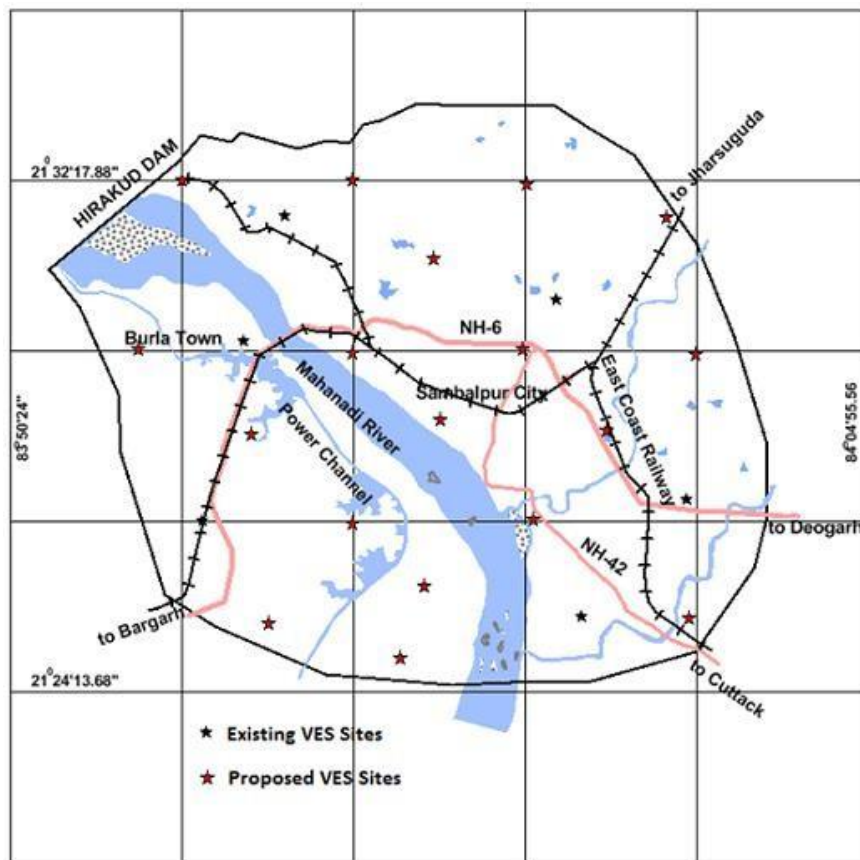 HIRAKUD DAM
21 0 32'17.88"
to Jharsuguda
NH-6
Burla Town
Sambalpur City
East Coast Railway
Mahanadi River
Power Channel
83 50'24"
84 04'55.56
to Deogarh
NH-42
to Bargarh
to Cuttack
21 0 24'13.68"
Existing VES Sites
Proposed VES Sites